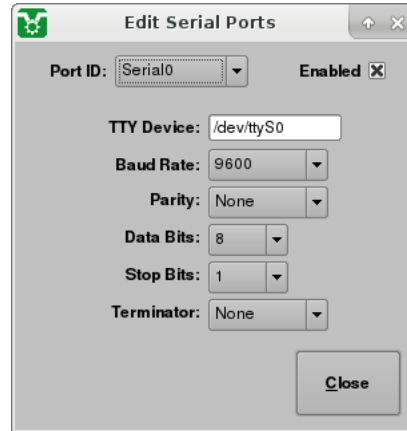 Edit Serial Ports
Port ID: Serial0 Enabled
TTY Device: /dev/ttyS0
Baud Rate: 9600
Parity: None
Data Bits: 8
Stop Bits: 1
Terminator: None
Close